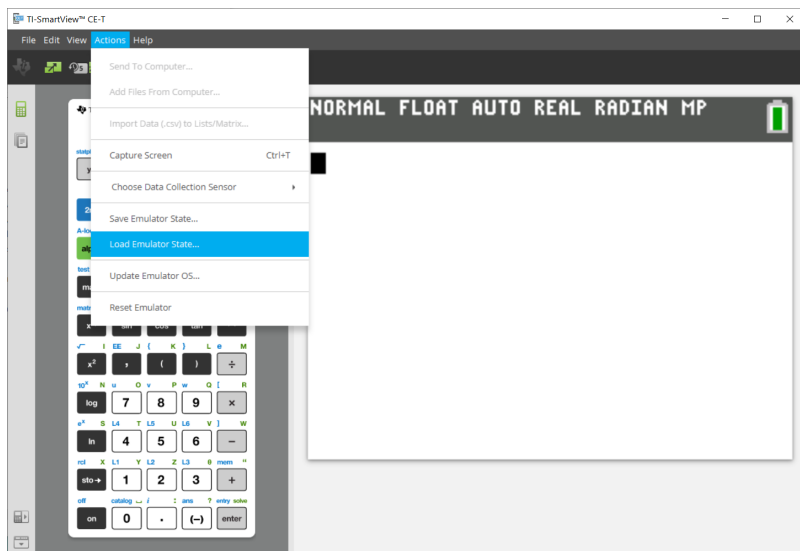 TI-SmartView™ CE-T
File Edit View Actions Help
Send To Computer...
Add Files From Computer...
Import Data (.csv) to Lists/Matrix...
Capture Screen Ctrl+T
Choose Data Collection Sensor
Save Emulator State...
Load Emulator State...
Update Emulator OS...
Reset Emulator
NORMAL FLOAT AUTO REAL RADIAN MP
sin cos tan
√ I EE J { K } L e M
x² , ( ) ÷
10ˣ N u O v P w Q [ R
log 7 8 9 ×
eˣ S L4 T L5 U L6 V ] W
ln 4 5 6 −
rcl X L1 Y L2 Z L3 θ mem "
sto→ 1 2 3 +
off catalog ⎵ i : ans ? entry solve
on 0 . (−) enter